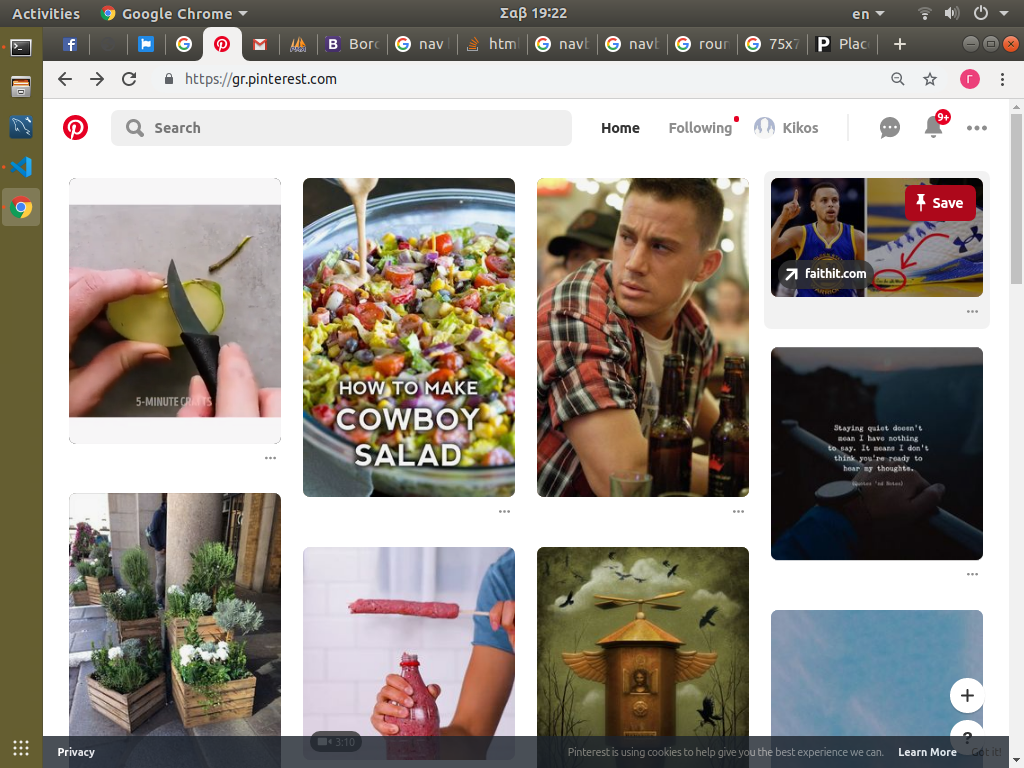 Activities Google Chrome Σαβ 19:22 en
Borc nav html navb navb roun 75x7 Plac
https://gr.pinterest.com
Search Home Following Kikos 9+
Save
faithit.com
5-MINUTE CRAFTS
HOW TO MAKE
COWBOY
SALAD
Staying quiet doesn't
mean I have nothing
to say. It means I don't
think you're ready to
hear my thoughts.
3:10
+
?
Privacy Pinterest is using cookies to help give you the best experience we can. Learn More Got it!